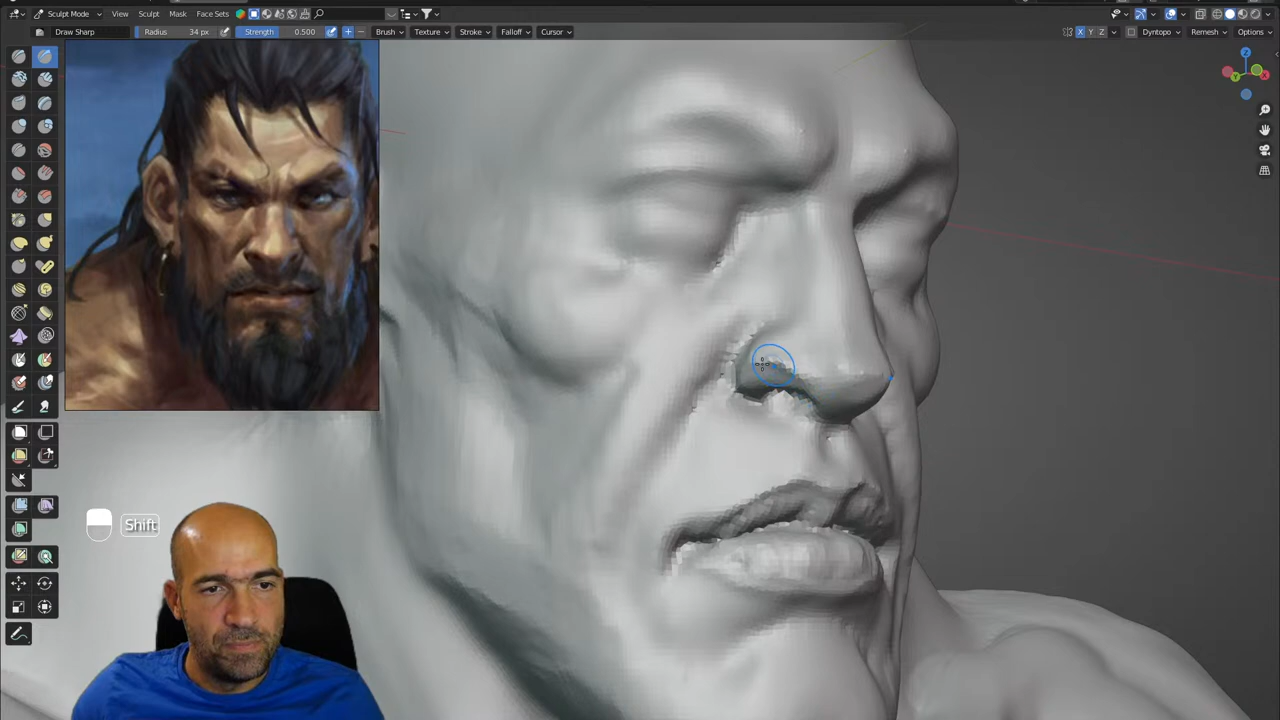 Sculpt Mode View Sculpt Mask Face Sets
Draw Sharp Radius 34 px Strength 0.500 Brush Texture Stroke Falloff Cursor X Y Z Dyntopo Remesh Options
Z
Y X
Shift